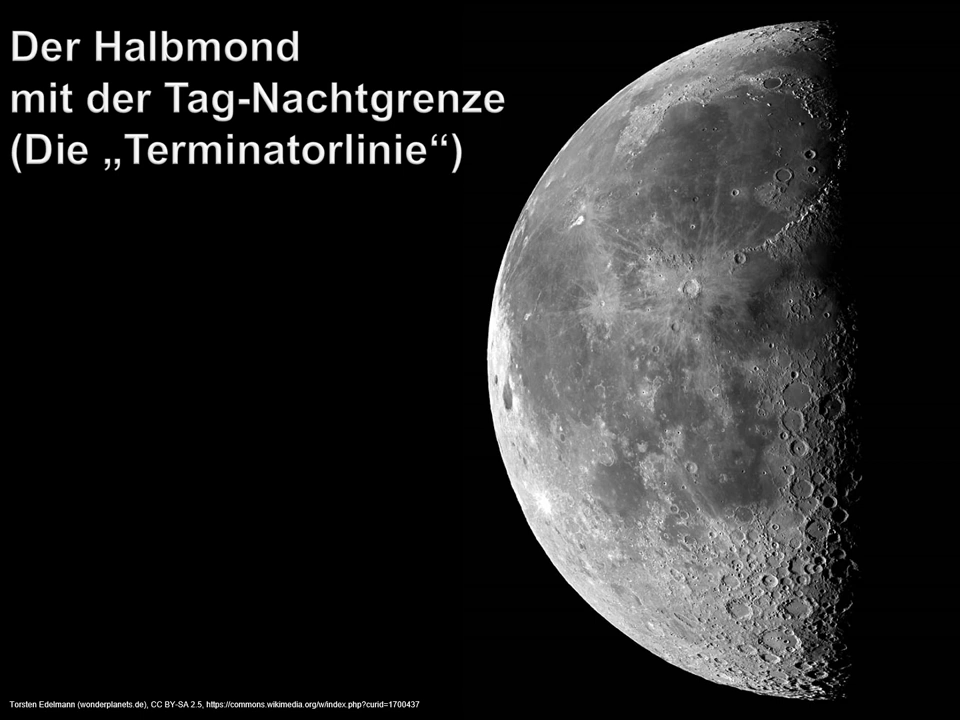 Der Halbmond
mit der Tag-Nachtgrenze
(Die „Terminatorlinie“)
Torsten Edelmann (wonderplanets.de), CC BY-SA 2.5, https://commons.wikimedia.org/w/index.php?curid=1700437